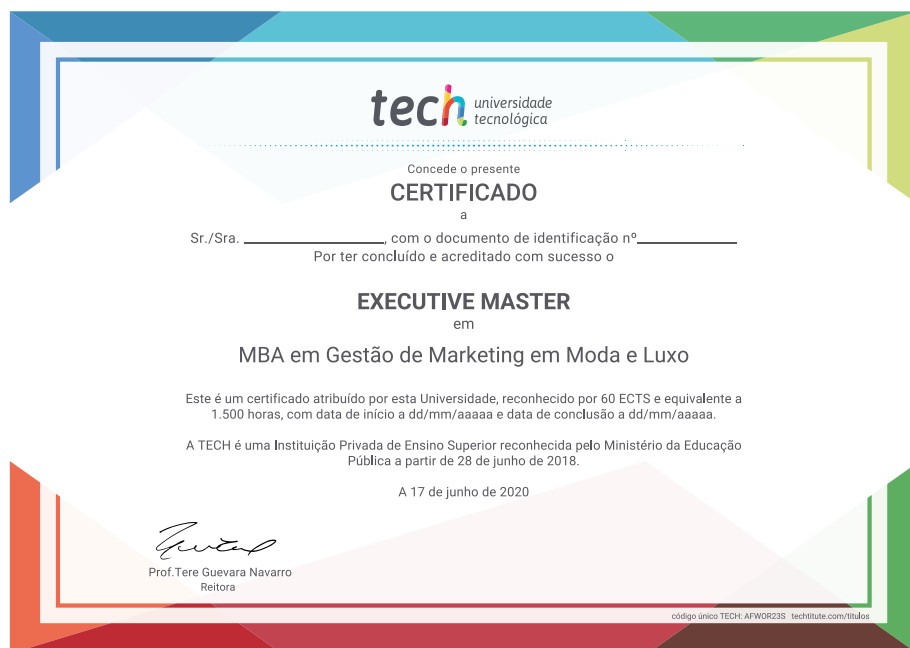 tech universidade
tecnológica
Concede o presente
CERTIFICADO
a
Sr./Sra. ________________, com o documento de identificação nº___________
Por ter concluído e acreditado com sucesso o
EXECUTIVE MASTER
em
MBA em Gestão de Marketing em Moda e Luxo
Este é um certificado atribuído por esta Universidade, reconhecido por 60 ECTS e equivalente a
1.500 horas, com data de início a dd/mm/aaaaa e data de conclusão a dd/mm/aaaaa.
A TECH é uma Instituição Privada de Ensino Superior reconhecida pelo Ministério da Educação
Pública a partir de 28 de junho de 2018.
A 17 de junho de 2020
Prof.Tere Guevara Navarro
Reitora
código único TECH: AFWOR23S techtitute.com/titulos